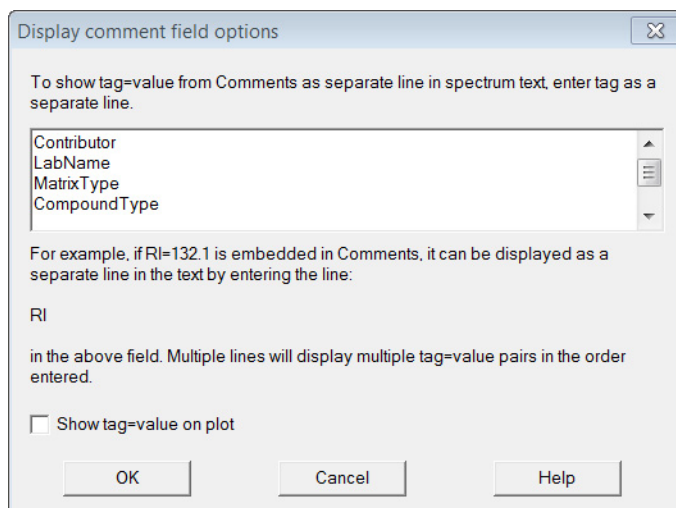 Display comment field options
To show tag=value from Comments as separate line in spectrum text, enter tag as a
separate line.
Contributor
LabName
MatrixType
CompoundType
For example, if RI=132.1 is embedded in Comments, it can be displayed as a
separate line in the text by entering the line:
RI
in the above field. Multiple lines will display multiple tag=value pairs in the order
entered.
Show tag=value on plot
OK Cancel Help